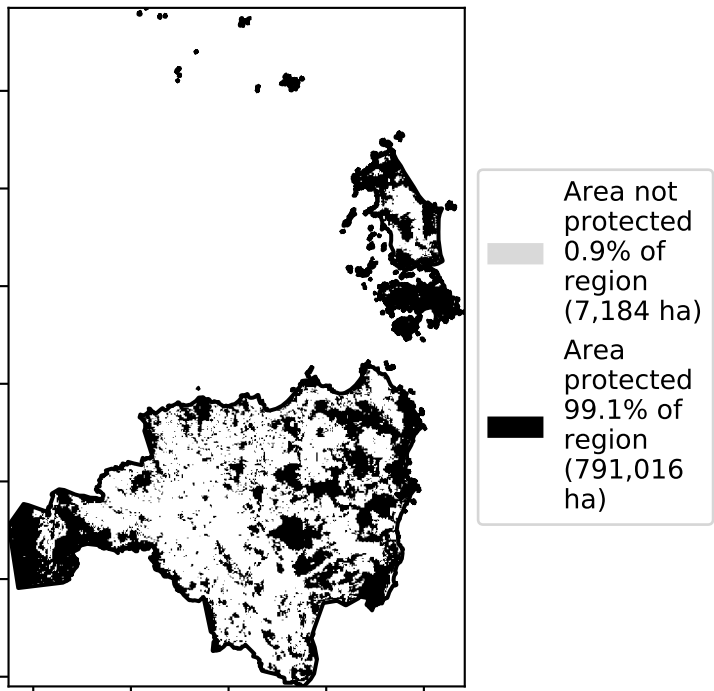 Area not
protected
0.9% of
region
(7,184 ha)
Area
protected
99.1% of
region
(791,016
ha)